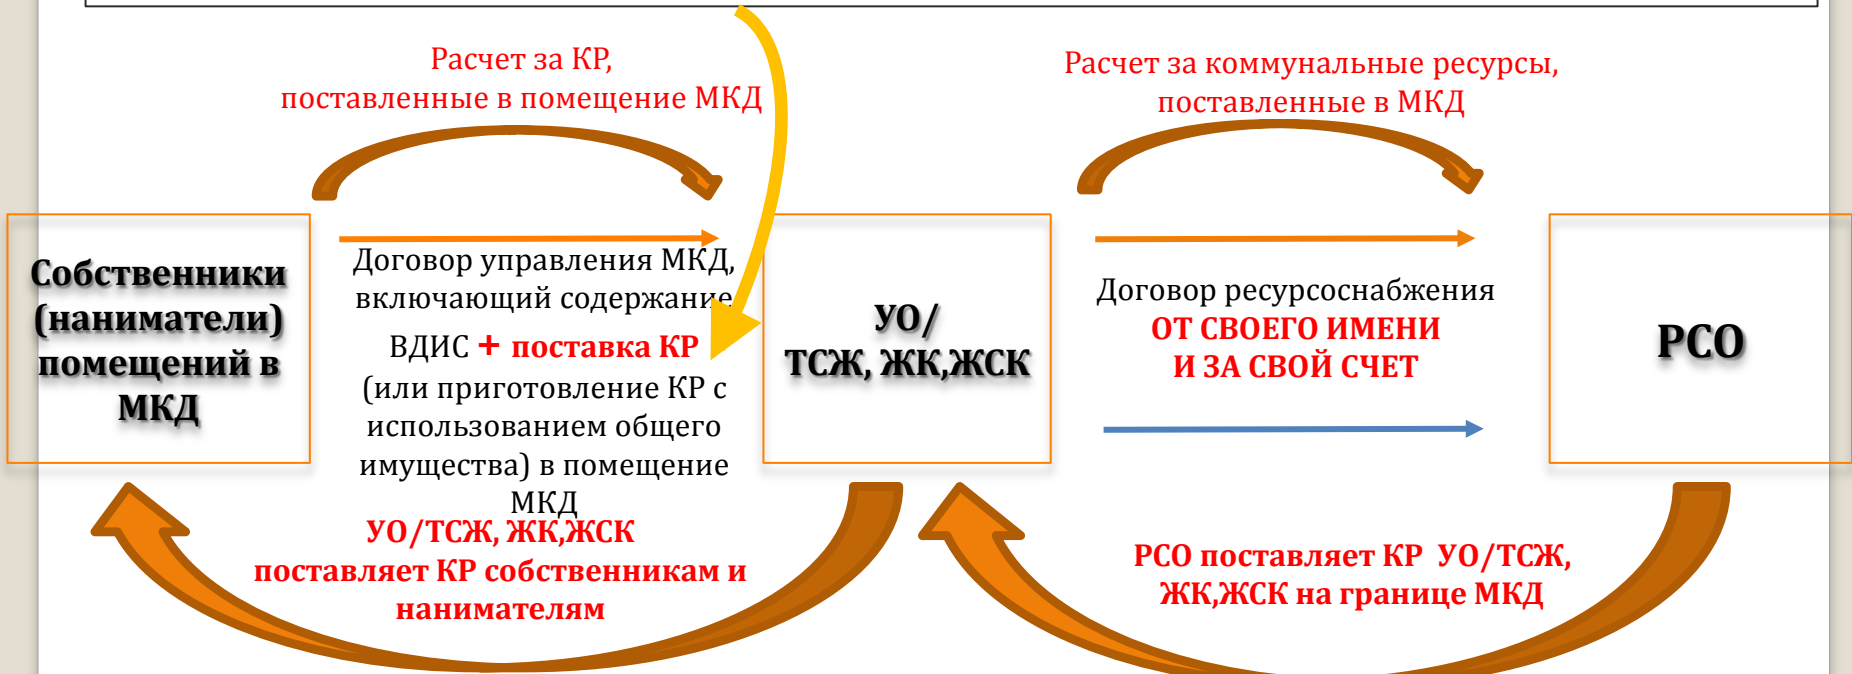 Расчет за КР,
поставленные в помещение МКД
Расчет за коммунальные ресурсы,
поставленные в МКД
Собственники
(наниматели)
помещений в
МКД
Договор управления МКД,
включающий содержание
ВДИС + поставка КР
(или приготовление КР с
использованием общего
имущества) в помещение
МКД
УО/ТСЖ, ЖК,ЖСК
поставляет КР собственникам и
нанимателям
УО/
ТСЖ, ЖК,ЖСК
Договор ресурсоснабжения
ОТ СВОЕГО ИМЕНИ
И ЗА СВОЙ СЧЕТ
РСО поставляет КР УО/ТСЖ,
ЖК,ЖСК на границе МКД
РСО